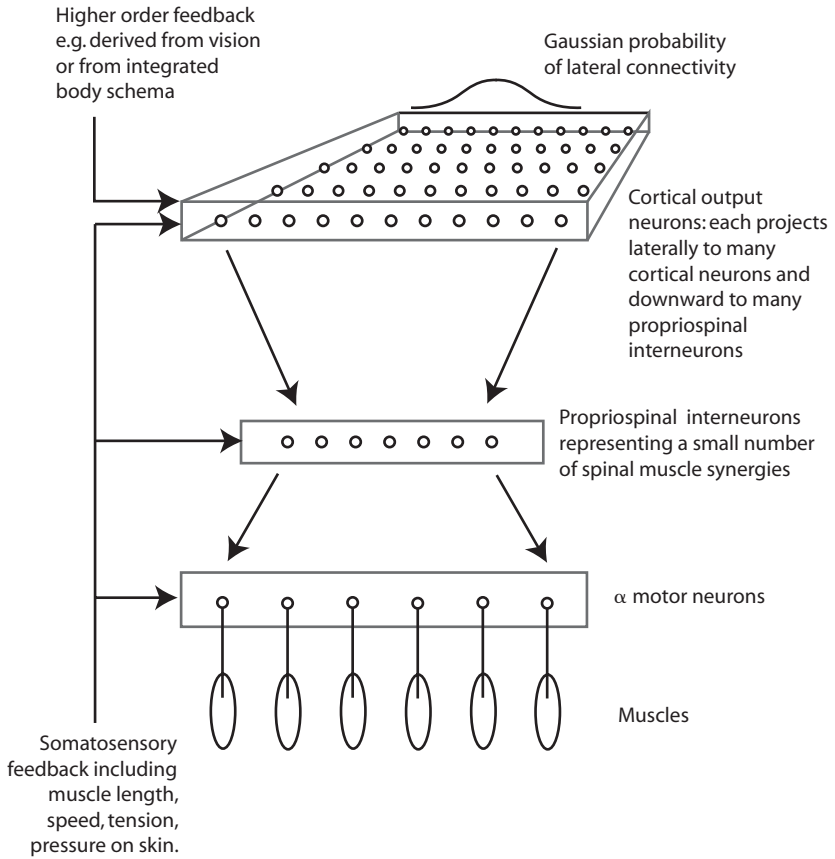 Higher order feedback
e.g. derived from vision
or from integrated
body schema
Gaussian probability
of lateral connectivity
Cortical output
neurons: each projects
laterally to many
cortical neurons and
downward to many
propriospinal
interneurons
Propriospinal interneurons
representing a small number
of spinal muscle synergies
α motor neurons
Muscles
Somatosensory
feedback including
muscle length,
speed, tension,
pressure on skin.